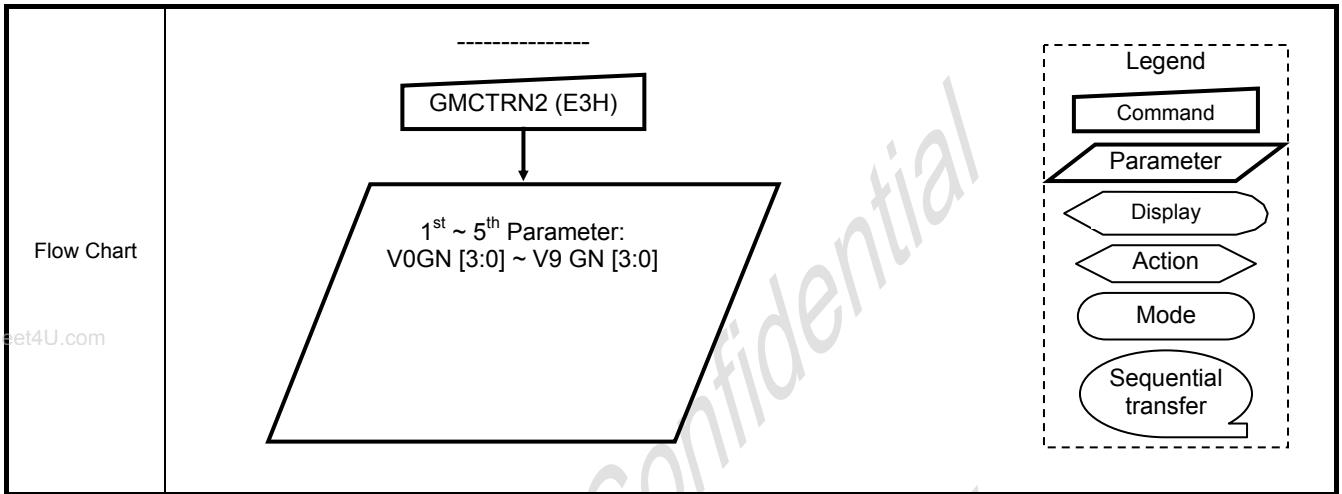 Flow Chart
---------------
GMCTRN2 (E3H)
1st ~ 5th Parameter:
V0GN [3:0] ~ V9 GN [3:0]
Legend
Command
Parameter
Display
Action
Mode
Sequential
transfer
eet4U.com
Confidential